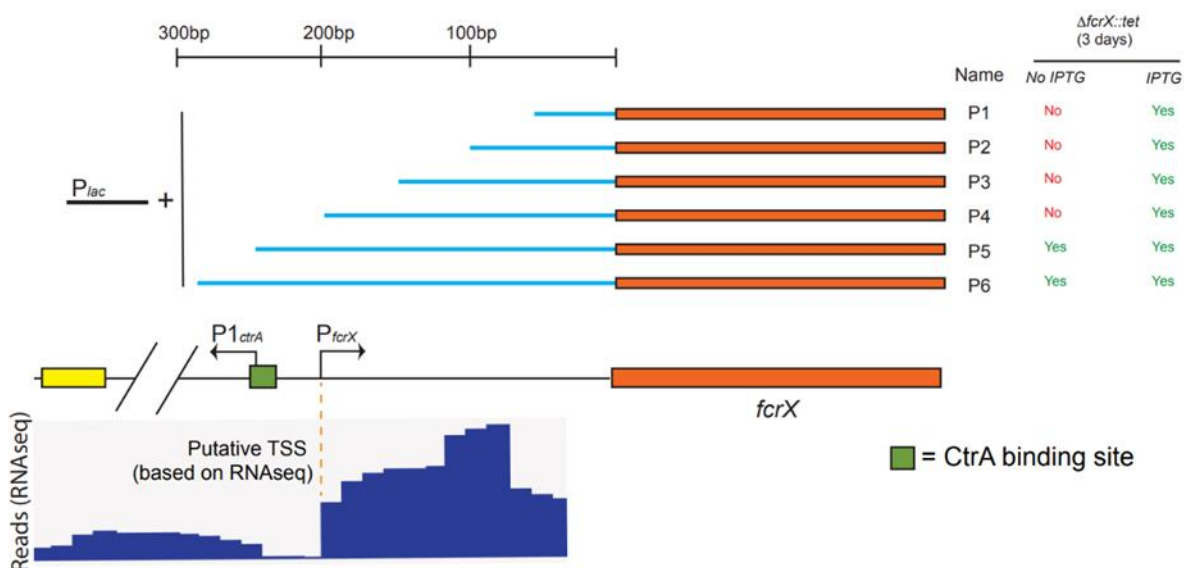 300bp 200bp 100bp
ΔfcrX::tet
(3 days)
Name No IPTG IPTG
P1 No Yes
P2 No Yes
P3 No Yes
P4 No Yes
P5 Yes Yes
P6 Yes Yes
Plac +
P1ctrA PfcrX
fcrX
Putative TSS
(based on RNAseq)
= CtrA binding site
Reads (RNAseq)